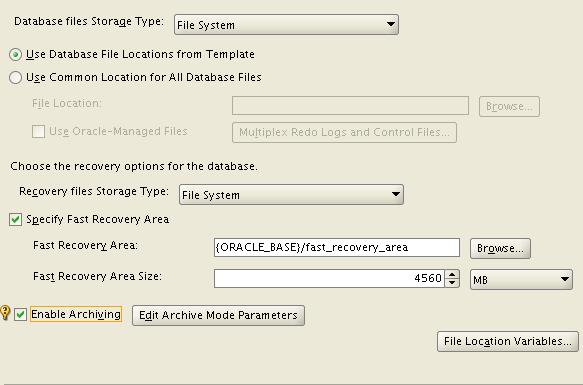 Database files Storage Type: File System
Use Database File Locations from Template
Use Common Location for All Database Files
File Location: Browse...
Use Oracle-Managed Files Multiplex Redo Logs and Control Files...
Choose the recovery options for the database.
Recovery files Storage Type: File System
Specify Fast Recovery Area
Fast Recovery Area: {ORACLE_BASE}/fast_recovery_area Browse...
Fast Recovery Area Size: 4560 MB
Enable Archiving Edit Archive Mode Parameters
File Location Variables...